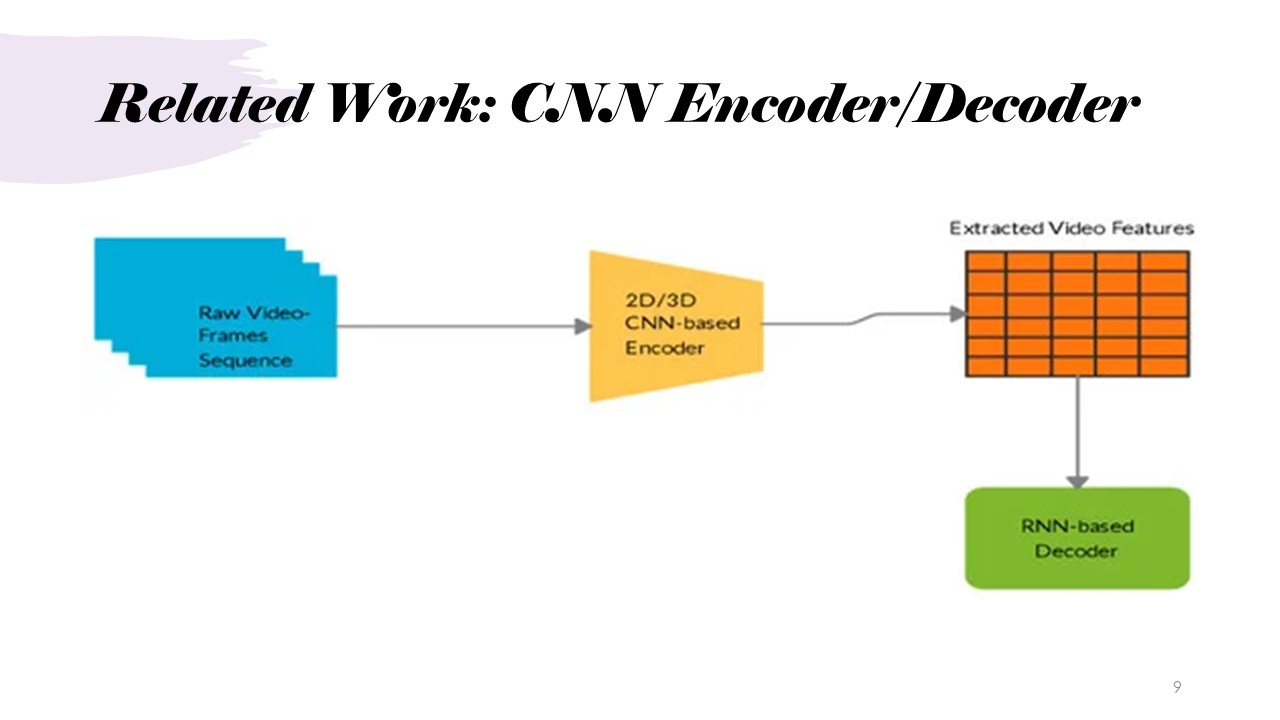 Related Work: CNN Encoder/Decoder
Extracted Video Features
Raw Video-
Frames
Sequence
2D/3D
CNN-based
Encoder
RNN-based
Decoder
9